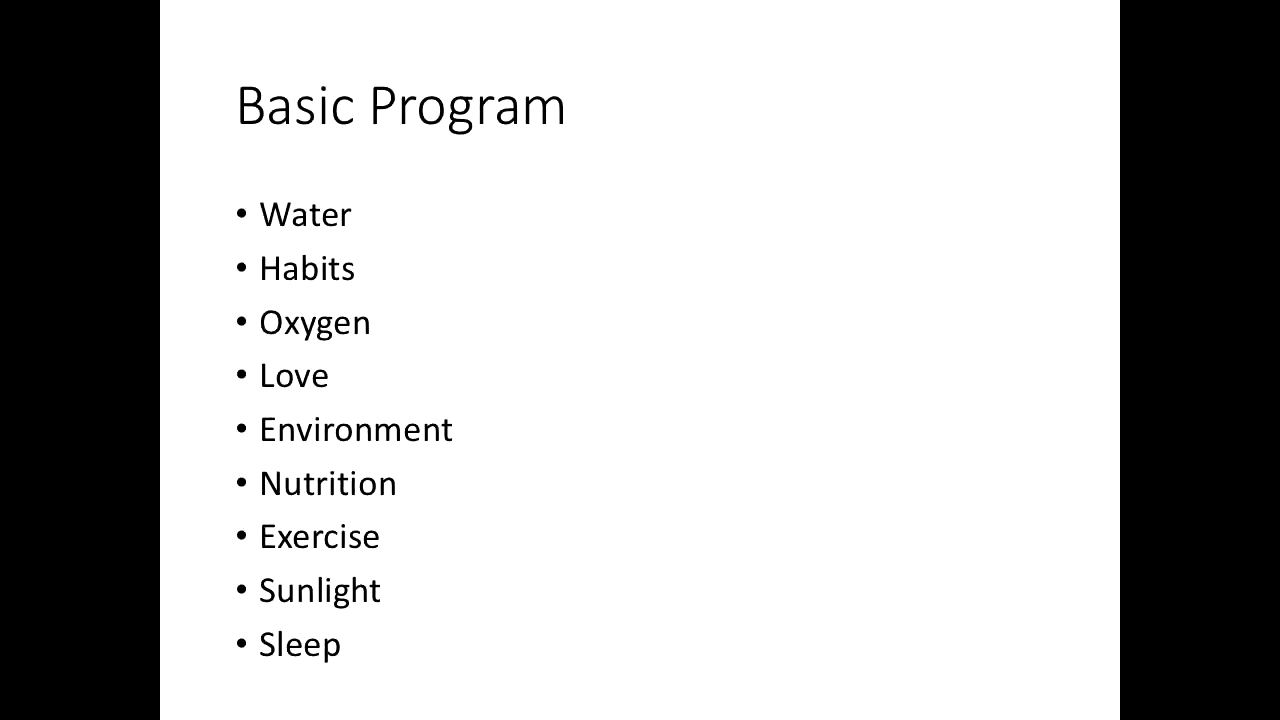 Basic Program
• Water
• Habits
• Oxygen
• Love
• Environment
• Nutrition
• Exercise
• Sunlight
• Sleep